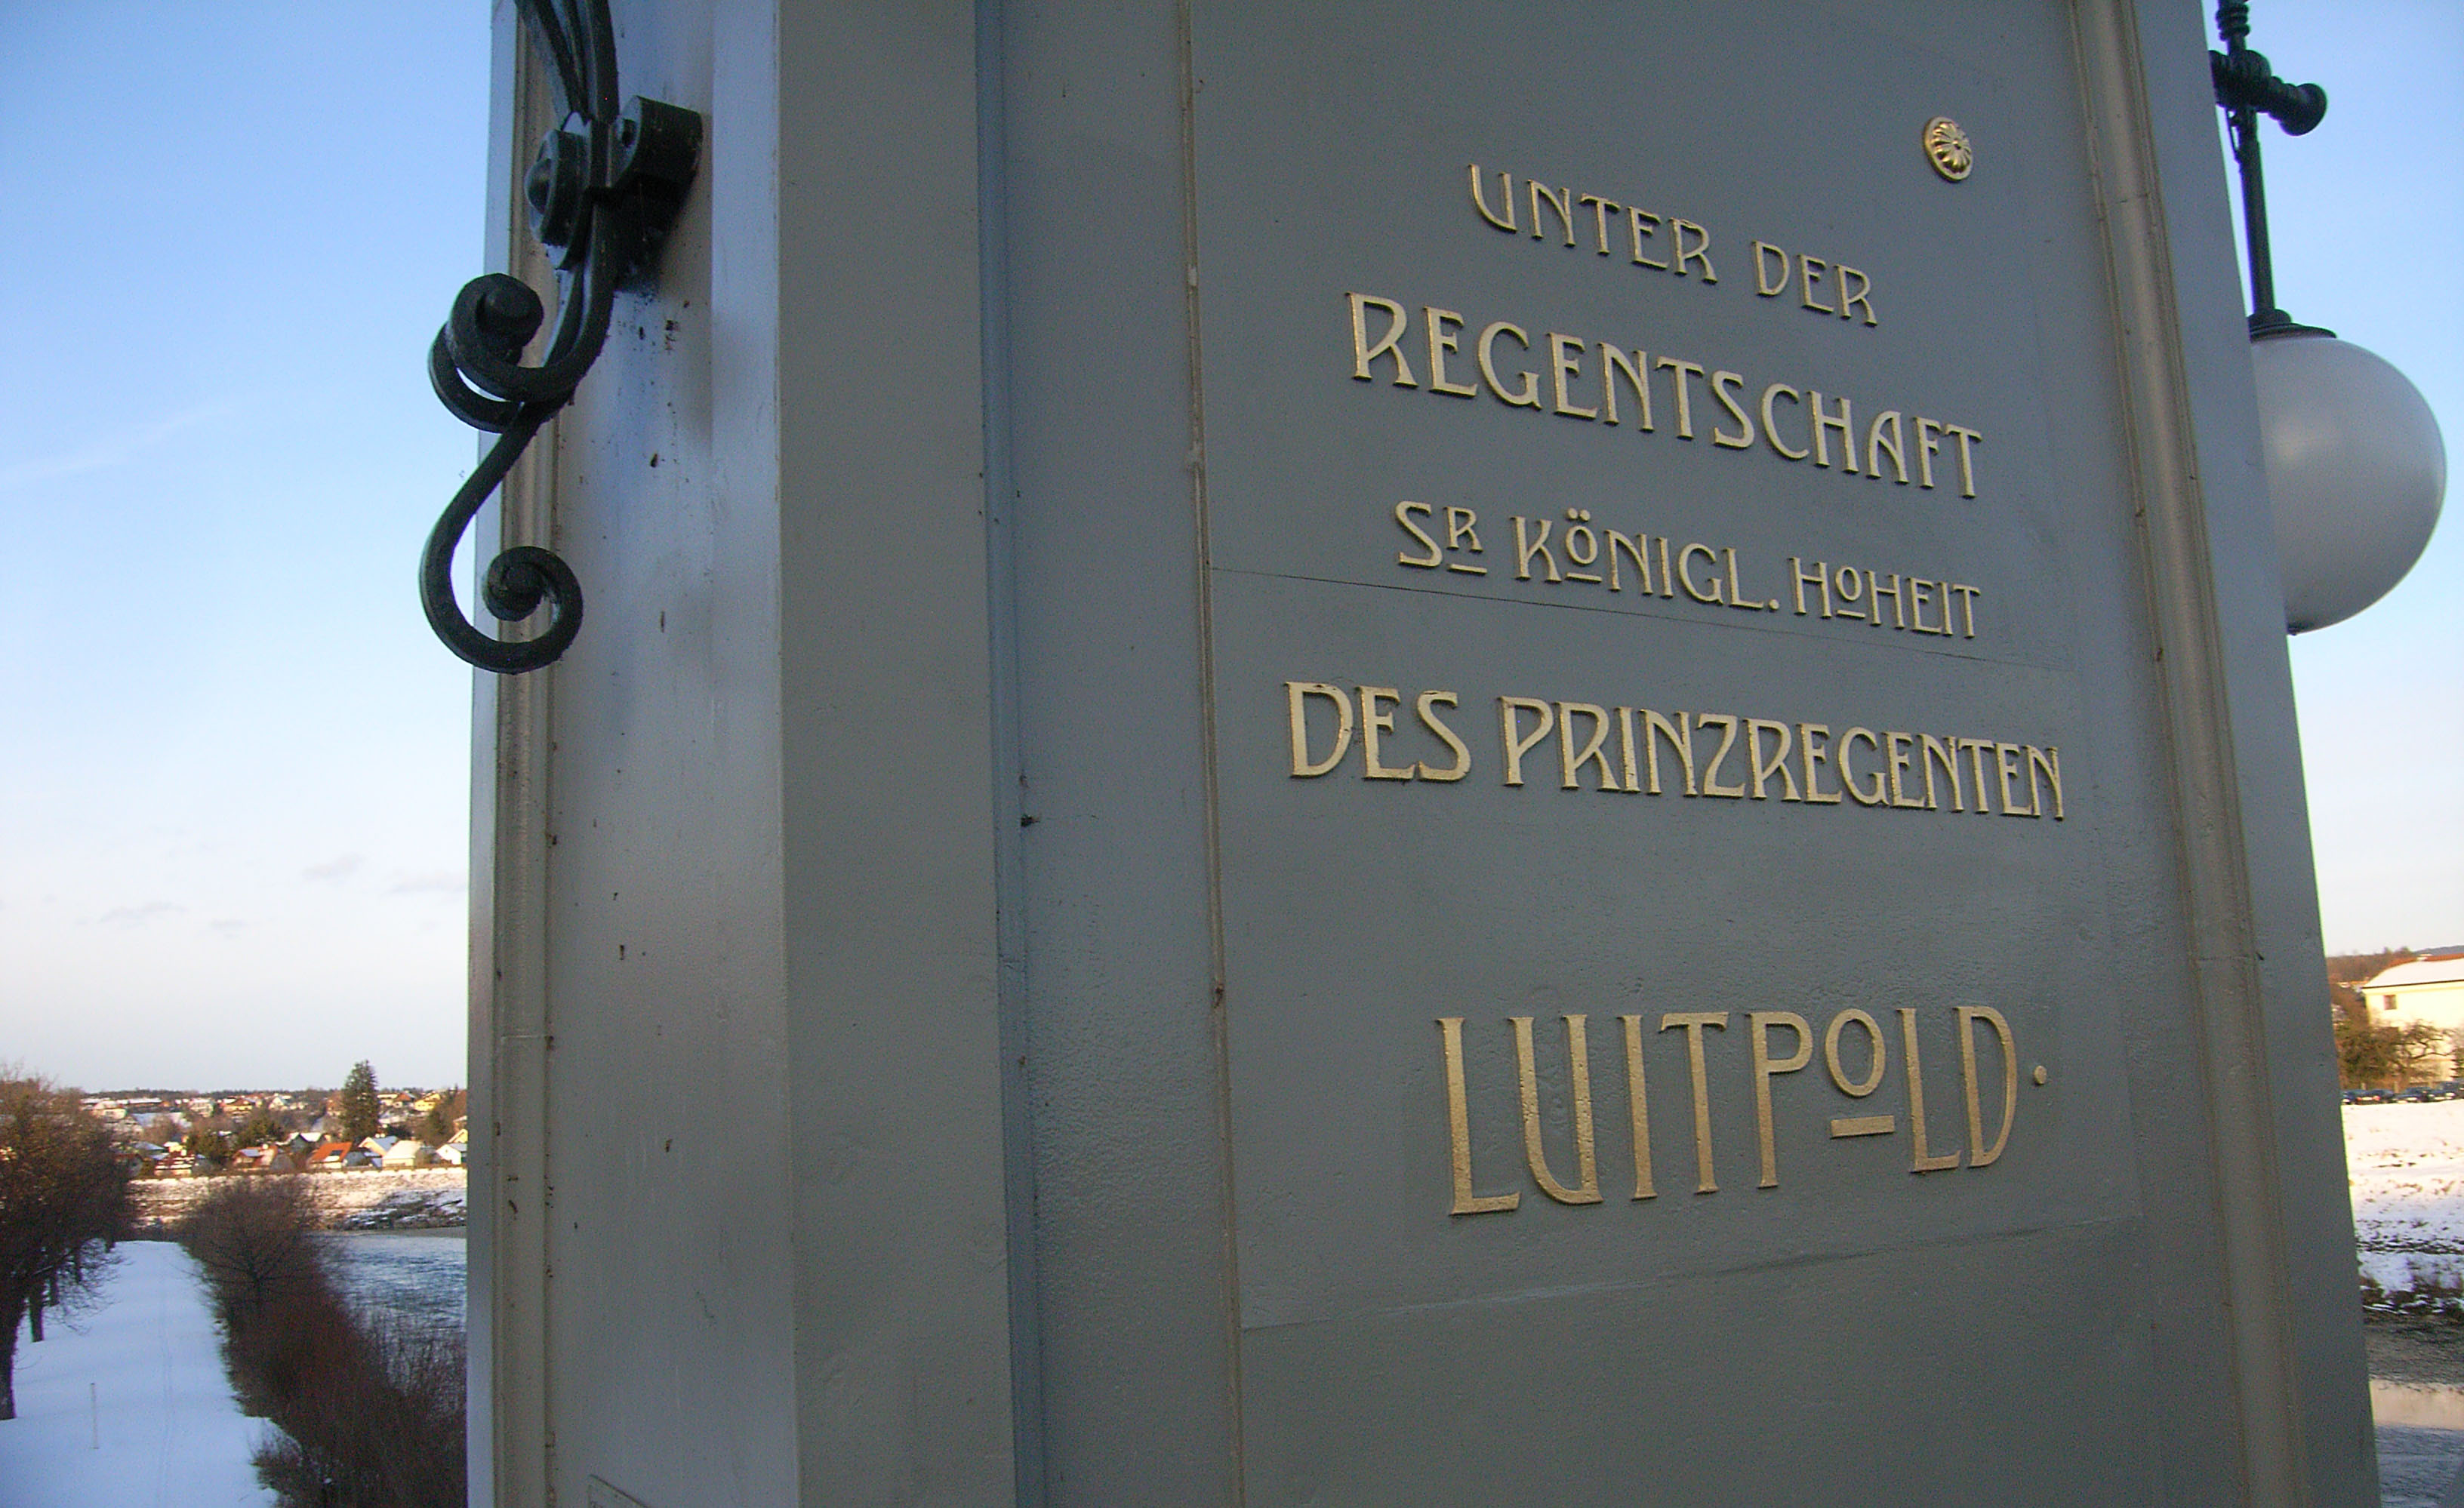 UNTER DER
REGENTSCHAFT
SR KÖNIGL. HOHEIT
DES PRINZREGENTEN
LUITPOLD.